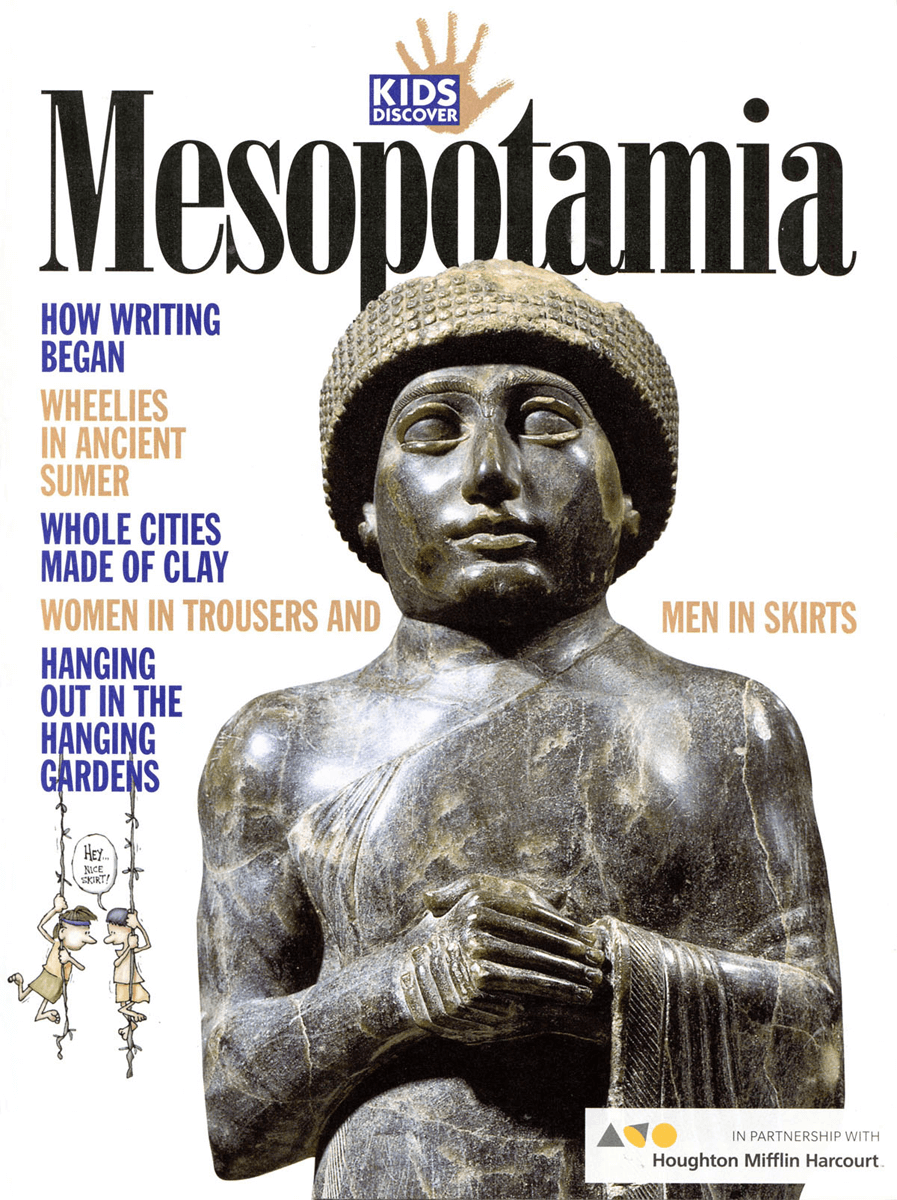 KIDS
DISCOVER
Mesopotamia
HOW WRITING
BEGAN
WHEELIES
IN ANCIENT
SUMER
WHOLE CITIES
MADE OF CLAY
WOMEN IN TROUSERS AND MEN IN SKIRTS
HANGING
OUT IN THE
HANGING
GARDENS
HEY...
NICE
SKIRT!
IN PARTNERSHIP WITH
Houghton Mifflin Harcourt